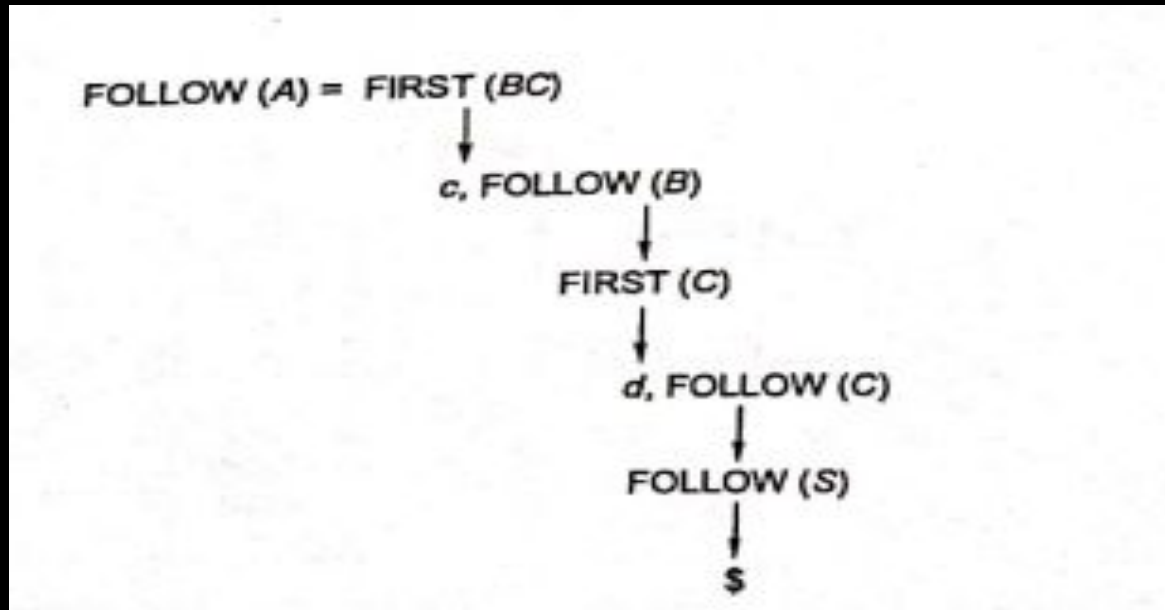 FOLLOW (A) = FIRST (BC)
c, FOLLOW (B)
FIRST (C)
d, FOLLOW (C)
FOLLOW (S)
$